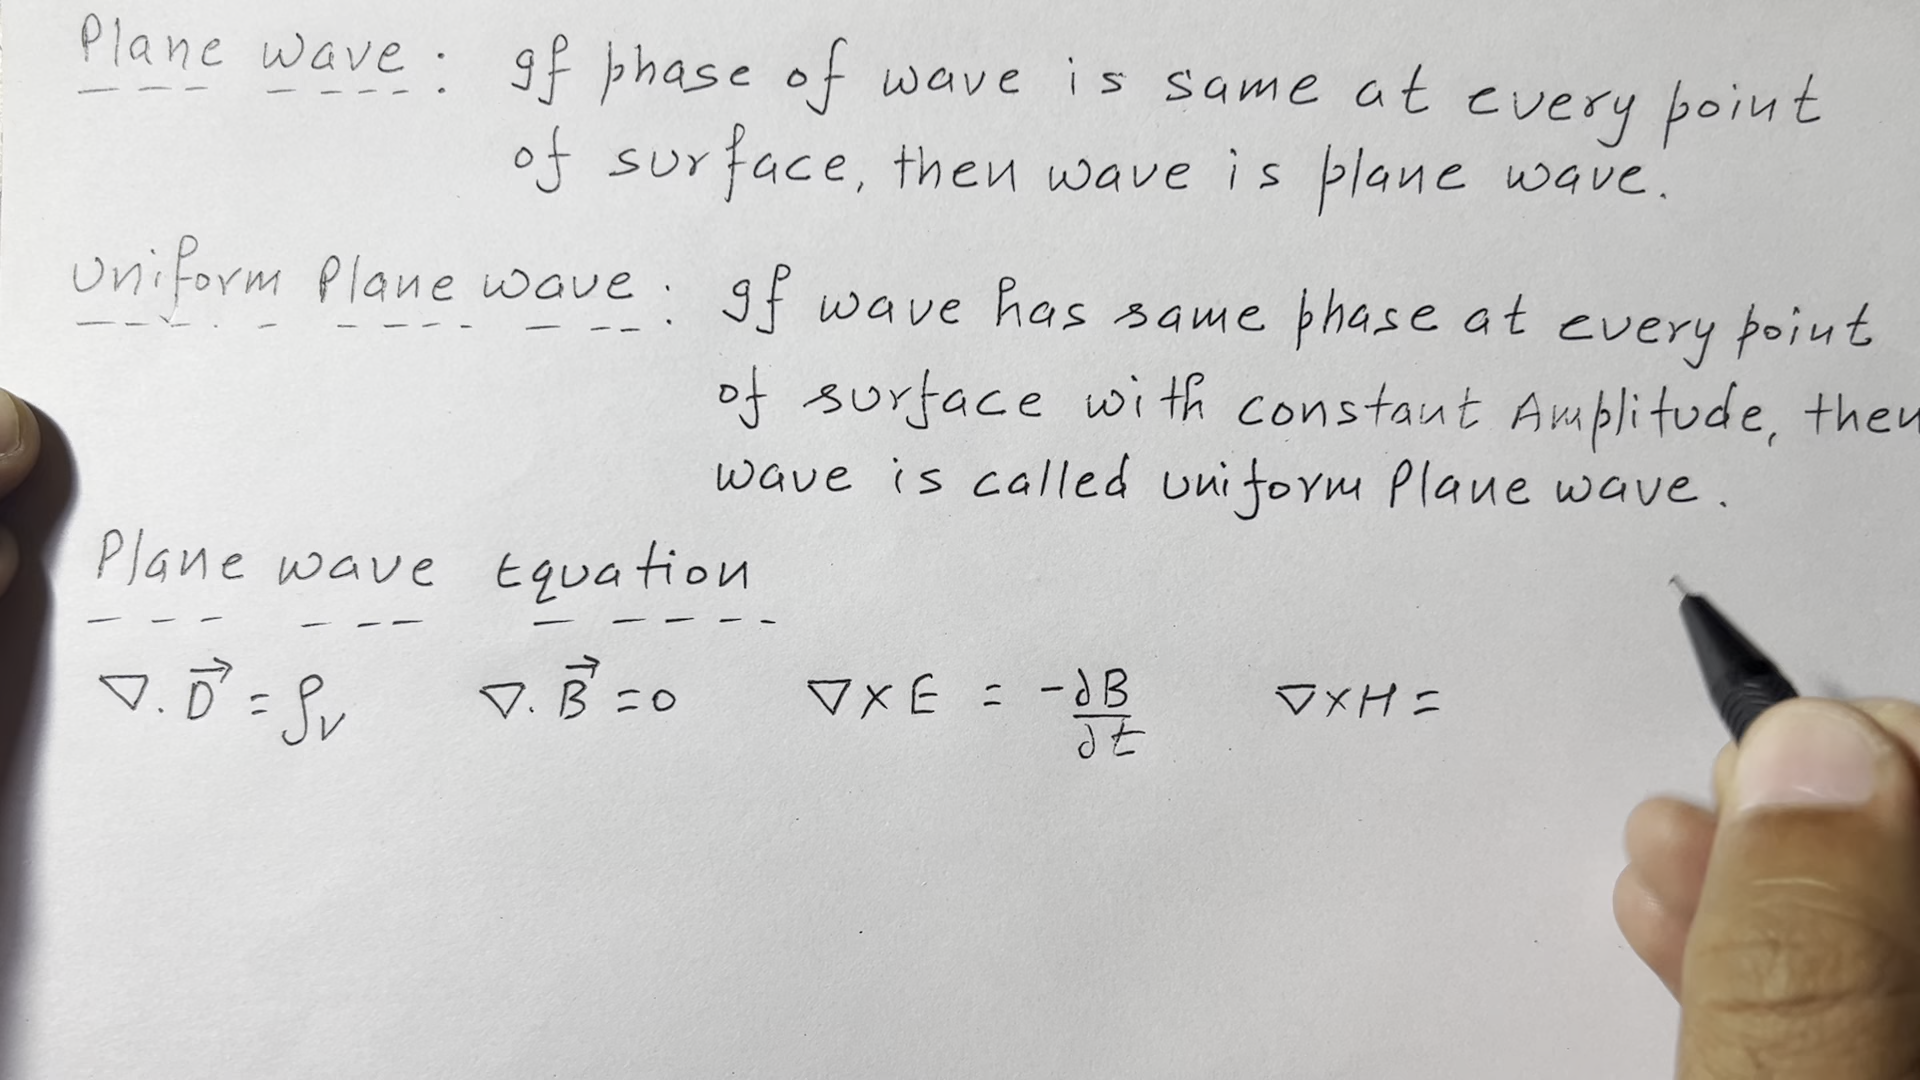 Plane wave : If phase of wave is same at every point
of surface, then wave is plane wave.
Uniform Plane wave : If wave has same phase at every point
of surface with constant Amplitude, then
wave is called uniform Plane wave.
Plane wave Equation
∇. D⃗ = ρv   ∇. B⃗ = 0   ∇ × E = -∂B/∂t   ∇ × H =